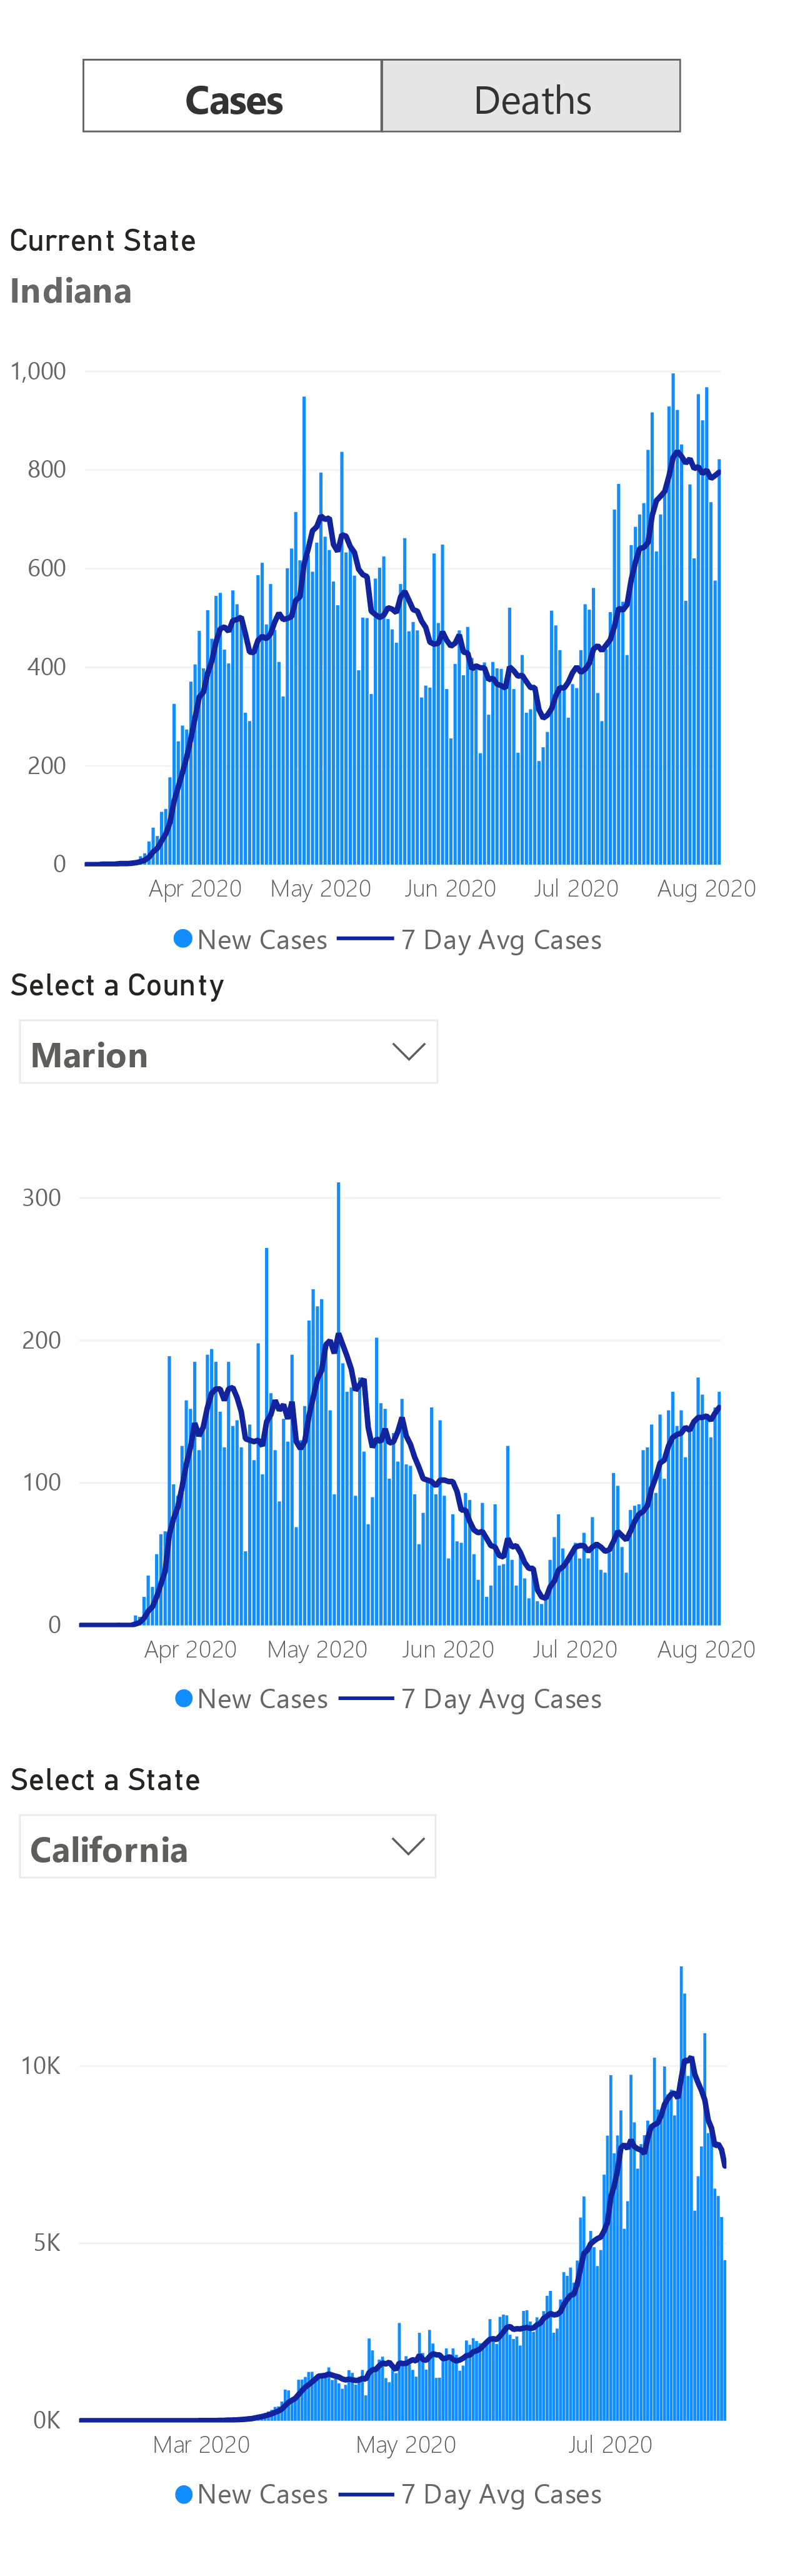 Cases Deaths
Current State
Indiana
1,000
800
600
400
200
0
Apr 2020 May 2020 Jun 2020 Jul 2020 Aug 2020
New Cases 7 Day Avg Cases
Select a County
Marion
300
200
100
0
Apr 2020 May 2020 Jun 2020 Jul 2020 Aug 2020
New Cases 7 Day Avg Cases
Select a State
California
10K
5K
0K
Mar 2020 May 2020 Jul 2020
New Cases 7 Day Avg Cases